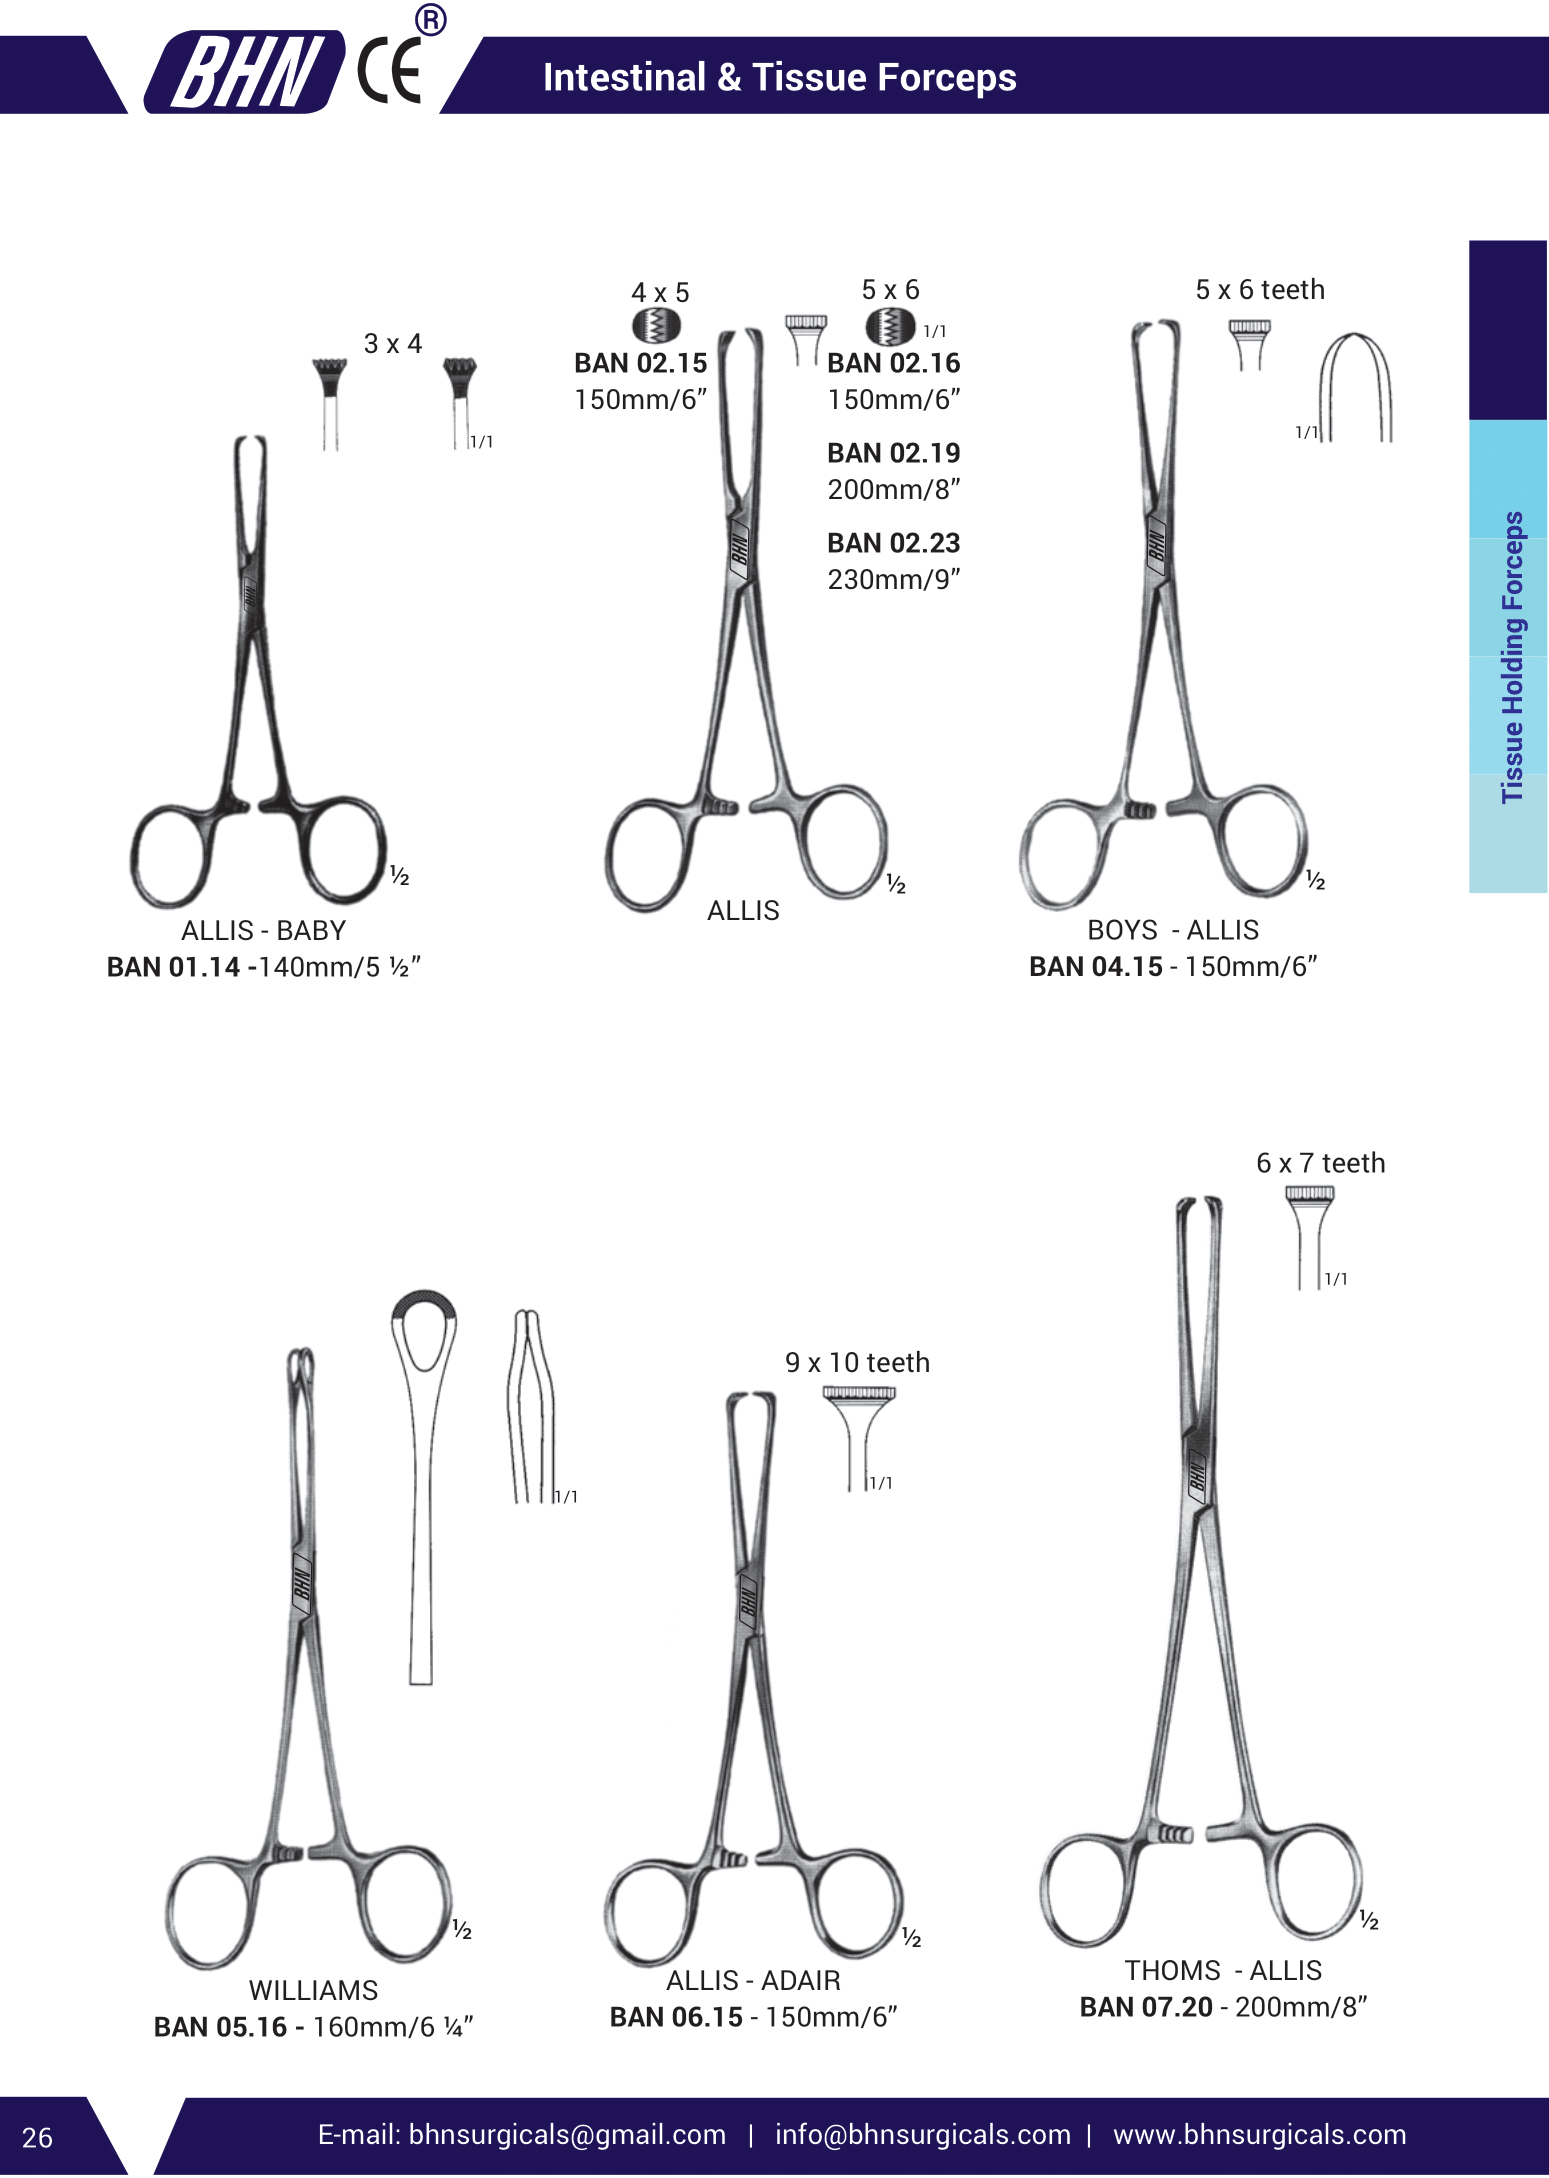 BHN CE ®
Intestinal & Tissue Forceps
3 x 4
1/1
BHN
½
ALLIS - BABY
BAN 01.14 -140mm/5 ½”
4 x 5
BAN 02.15
150mm/6”
5 x 6
1/1
BAN 02.16
150mm/6”
BAN 02.19
200mm/8”
BAN 02.23
230mm/9”
BHN
½
ALLIS
5 x 6 teeth
1/1
BHN
½
BOYS - ALLIS
BAN 04.15 - 150mm/6”
Tissue Holding Forceps
1/1
BHN
½
WILLIAMS
BAN 05.16 - 160mm/6 ¼”
9 x 10 teeth
1/1
BHN
½
ALLIS - ADAIR
BAN 06.15 - 150mm/6”
6 x 7 teeth
1/1
BHN
½
THOMS - ALLIS
BAN 07.20 - 200mm/8”
26
E-mail: bhnsurgicals@gmail.com | info@bhnsurgicals.com | www.bhnsurgicals.com